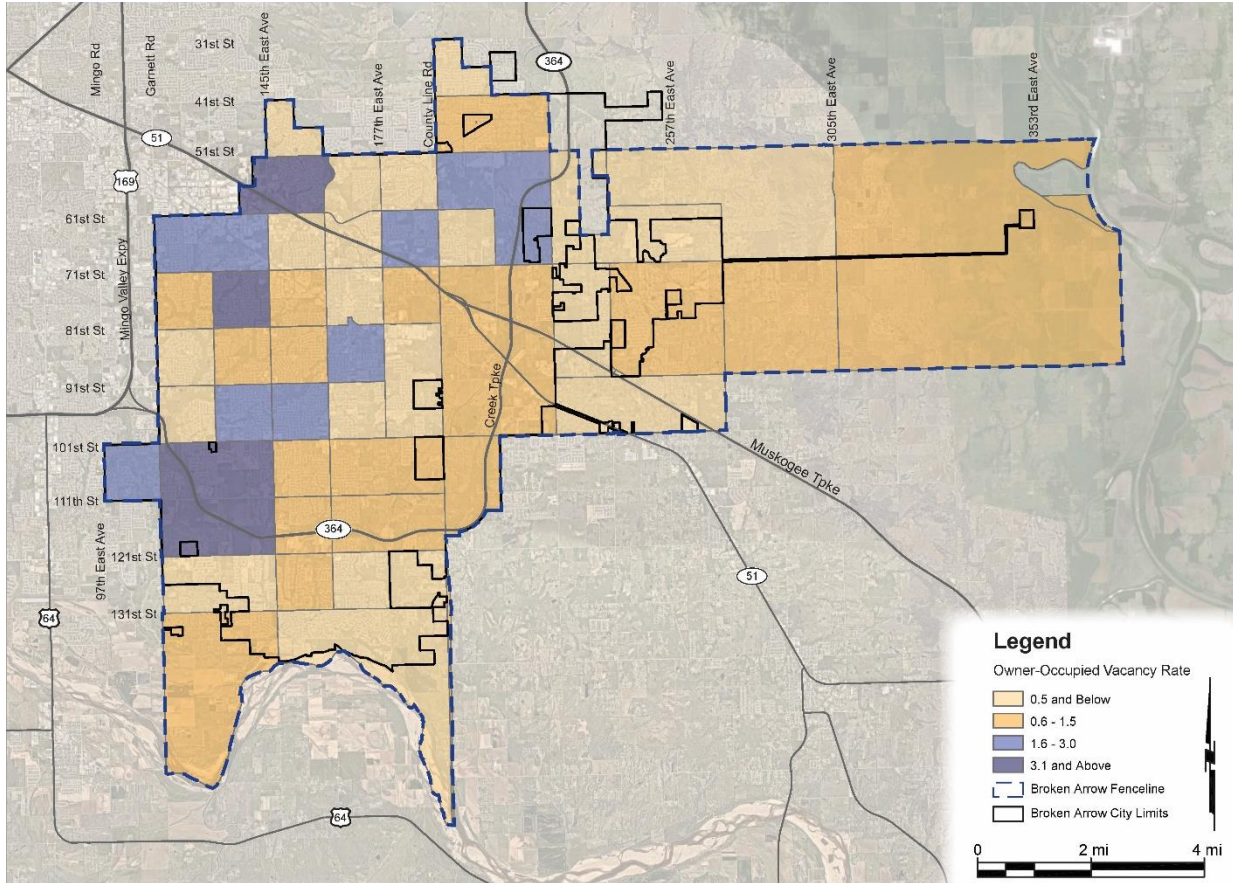 Mingo Rd
Garnett Rd
145th East Ave
177th East Ave
County Line Rd
257th East Ave
305th East Ave
353rd East Ave
31st St
41st St
51st St
61st St
71st St
81st St
91st St
101st St
111th St
121st St
131st St
364
51
169
Mingo Valley Expy
Creek Tpke
Muskogee Tpke
364
97th East Ave
64
51
64
Legend
Owner-Occupied Vacancy Rate
0.5 and Below
0.6 - 1.5
1.6 - 3.0
3.1 and Above
Broken Arrow Fenceline
Broken Arrow City Limits
0 2 mi 4 mi